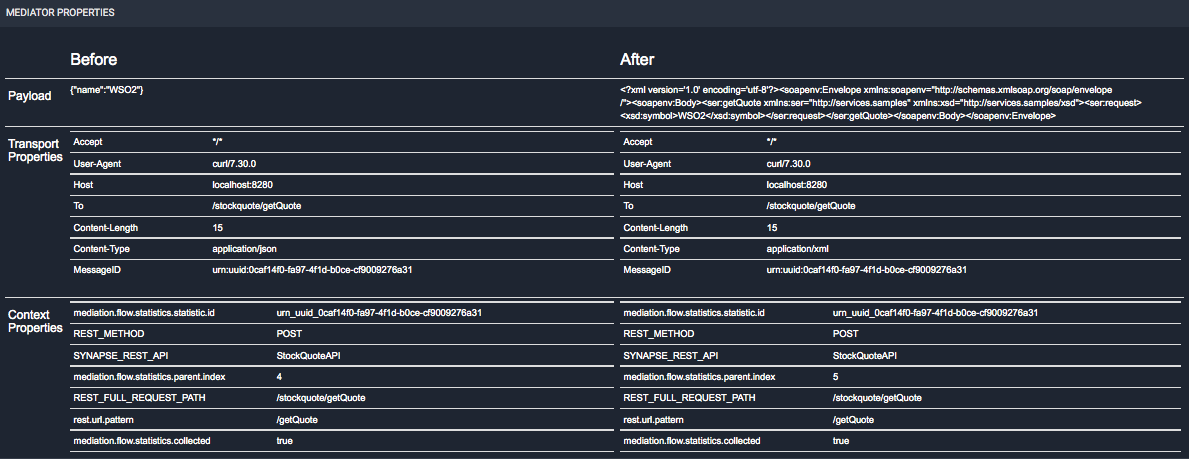 MEDIATOR PROPERTIES
Before After
Payload {"name":"WSO2"} <?xml version='1.0' encoding='utf-8'?><soapenv:Envelope xmlns:soapenv="http://schemas.xmlsoap.org/soap/envelope
/"><soapenv:Body><ser:getQuote xmlns:ser="http://services.samples" xmlns:xsd="http://services.samples/xsd"><ser:request>
<xsd:symbol>WSO2</xsd:symbol></ser:request></ser:getQuote></soapenv:Body></soapenv:Envelope>
Transport Properties
Accept */* Accept */*
User-Agent curl/7.30.0 User-Agent curl/7.30.0
Host localhost:8280 Host localhost:8280
To /stockquote/getQuote To /stockquote/getQuote
Content-Length 15 Content-Length 15
Content-Type application/json Content-Type application/xml
MessageID urn:uuid:0caf14f0-fa97-4f1d-b0ce-cf9009276a31 MessageID urn:uuid:0caf14f0-fa97-4f1d-b0ce-cf9009276a31
Context Properties
mediation.flow.statistics.statistic.id urn_uuid_0caf14f0-fa97-4f1d-b0ce-cf9009276a31 mediation.flow.statistics.statistic.id urn_uuid_0caf14f0-fa97-4f1d-b0ce-cf9009276a31
REST_METHOD POST REST_METHOD POST
SYNAPSE_REST_API StockQuoteAPI SYNAPSE_REST_API StockQuoteAPI
mediation.flow.statistics.parent.index 4 mediation.flow.statistics.parent.index 5
REST_FULL_REQUEST_PATH /stockquote/getQuote REST_FULL_REQUEST_PATH /stockquote/getQuote
rest.url.pattern /getQuote rest.url.pattern /getQuote
mediation.flow.statistics.collected true mediation.flow.statistics.collected true